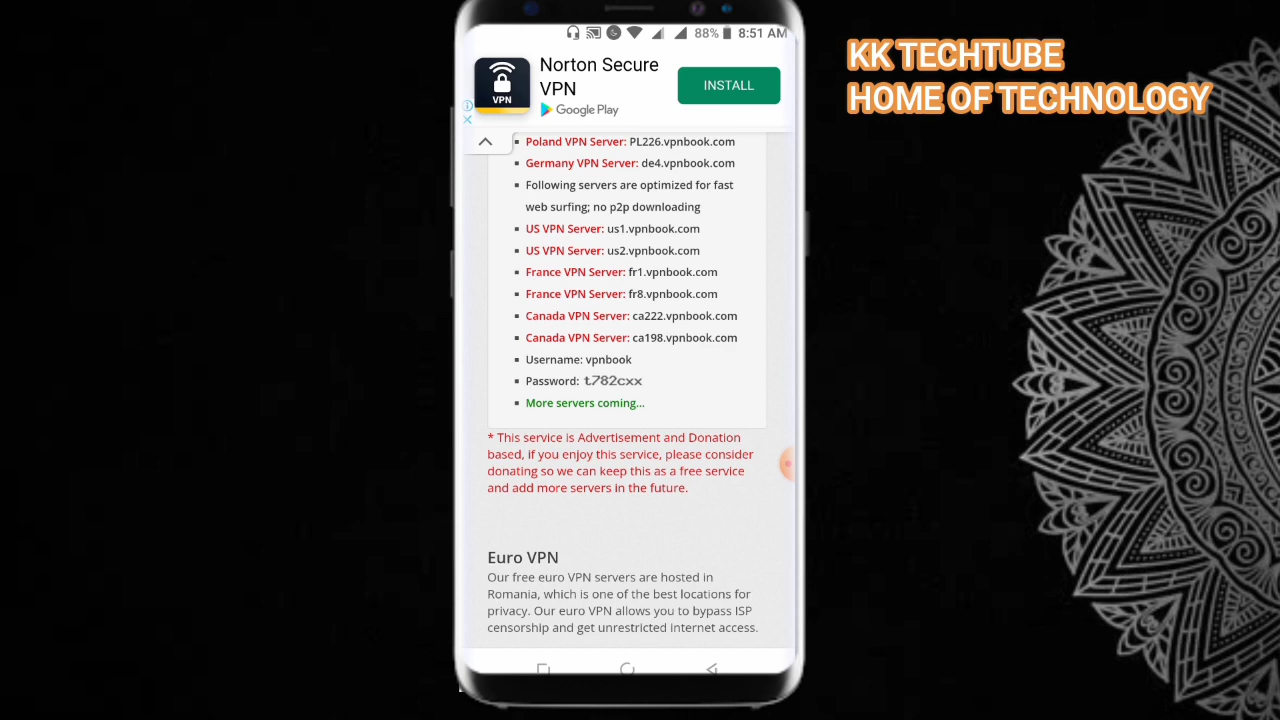 88% 8:51 AM
Norton Secure
VPN
Google Play
INSTALL
VPN
Poland VPN Server: PL226.vpnbook.com
Germany VPN Server: de4.vpnbook.com
Following servers are optimized for fast
web surfing; no p2p downloading
US VPN Server: us1.vpnbook.com
US VPN Server: us2.vpnbook.com
France VPN Server: fr1.vpnbook.com
France VPN Server: fr8.vpnbook.com
Canada VPN Server: ca222.vpnbook.com
Canada VPN Server: ca198.vpnbook.com
Username: vpnbook
Password: t782cxx
More servers coming...
* This service is Advertisement and Donation
based, if you enjoy this service, please consider
donating so we can keep this as a free service
and add more servers in the future.
Euro VPN
Our free euro VPN servers are hosted in
Romania, which is one of the best locations for
privacy. Our euro VPN allows you to bypass ISP
censorship and get unrestricted internet access.
KK TECHTUBE
HOME OF TECHNOLOGY